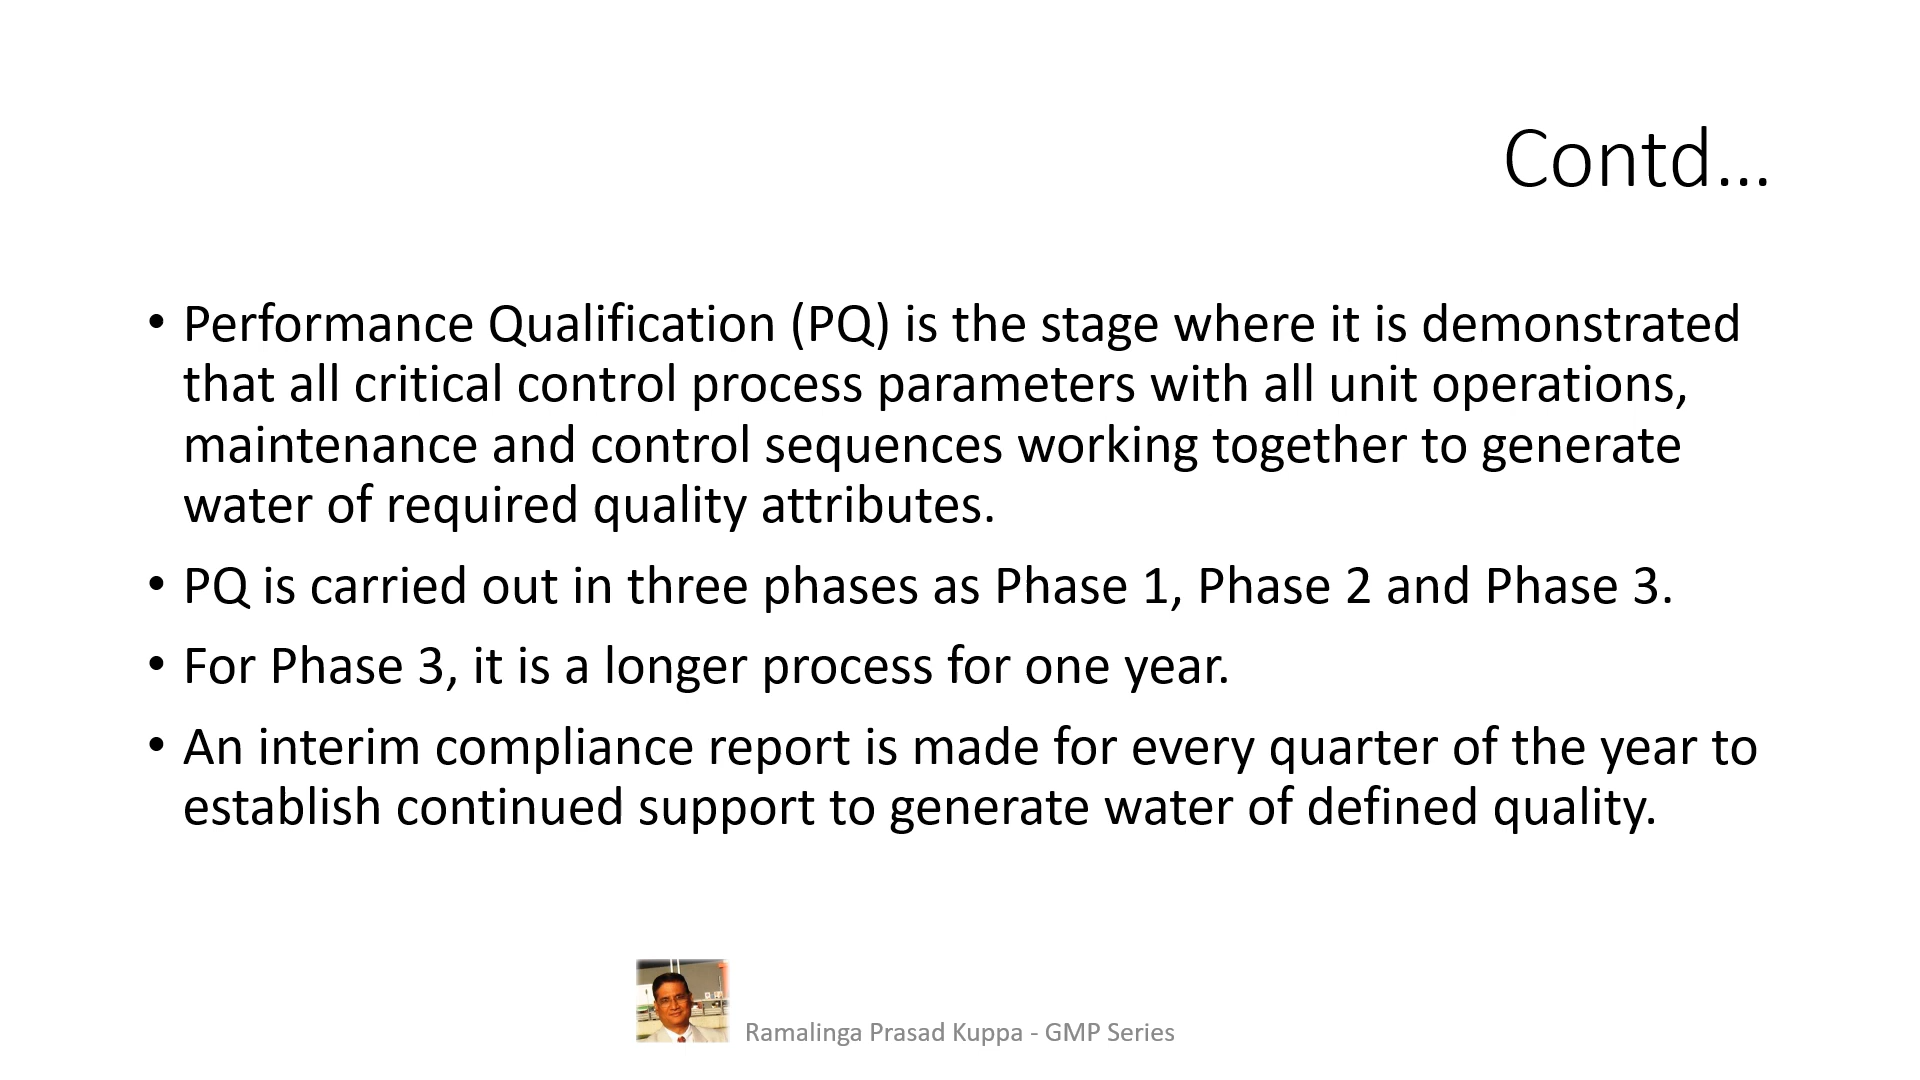 Contd…
• Performance Qualification (PQ) is the stage where it is demonstrated
that all critical control process parameters with all unit operations,
maintenance and control sequences working together to generate
water of required quality attributes.
• PQ is carried out in three phases as Phase 1, Phase 2 and Phase 3.
• For Phase 3, it is a longer process for one year.
• An interim compliance report is made for every quarter of the year to
establish continued support to generate water of defined quality.
Ramalinga Prasad Kuppa - GMP Series